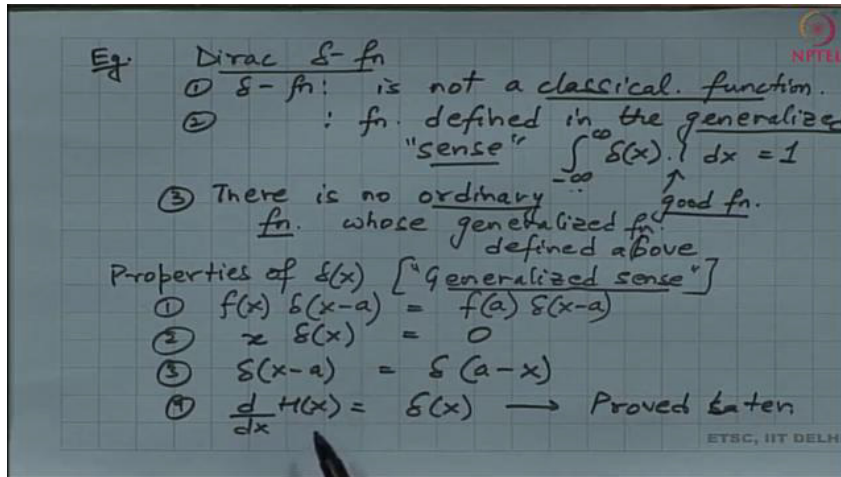 NPTEL
Eg. Dirac δ-fn
① δ-fn: is not a classical. function.
② : fn. defined in the generalized
"sense" ∫_{-∞}^{∞} δ(x). 1 dx = 1
↑
③ There is no ordinary good fn.
fn. whose generalized fn.
defined above
Properties of δ(x) ["Generalized sense"]
① f(x) δ(x-a) = f(a) δ(x-a)
② x δ(x) = 0
③ δ(x-a) = δ(a-x)
④ d/dx H(x) = δ(x) → Proved
ETSC, IIT DELH